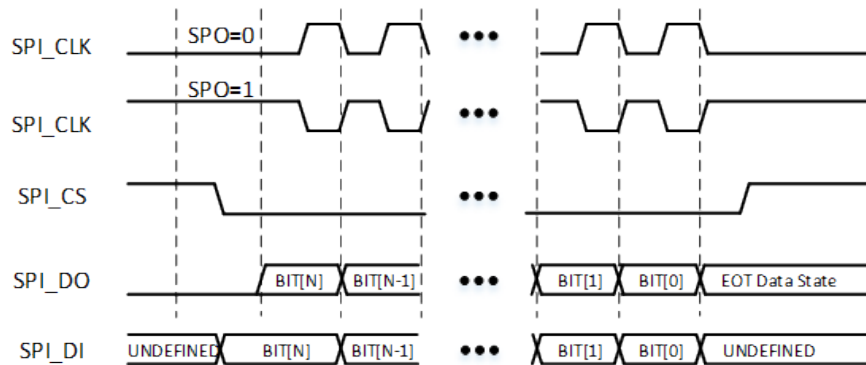 SPI_CLK SPO=0
SPO=1
SPI_CLK
SPI_CS
SPI_DO BIT[N] BIT[N-1] BIT[1] BIT[0] EOT Data State
SPI_DI UNDEFINED BIT[N] BIT[N-1] BIT[1] BIT[0] UNDEFINED